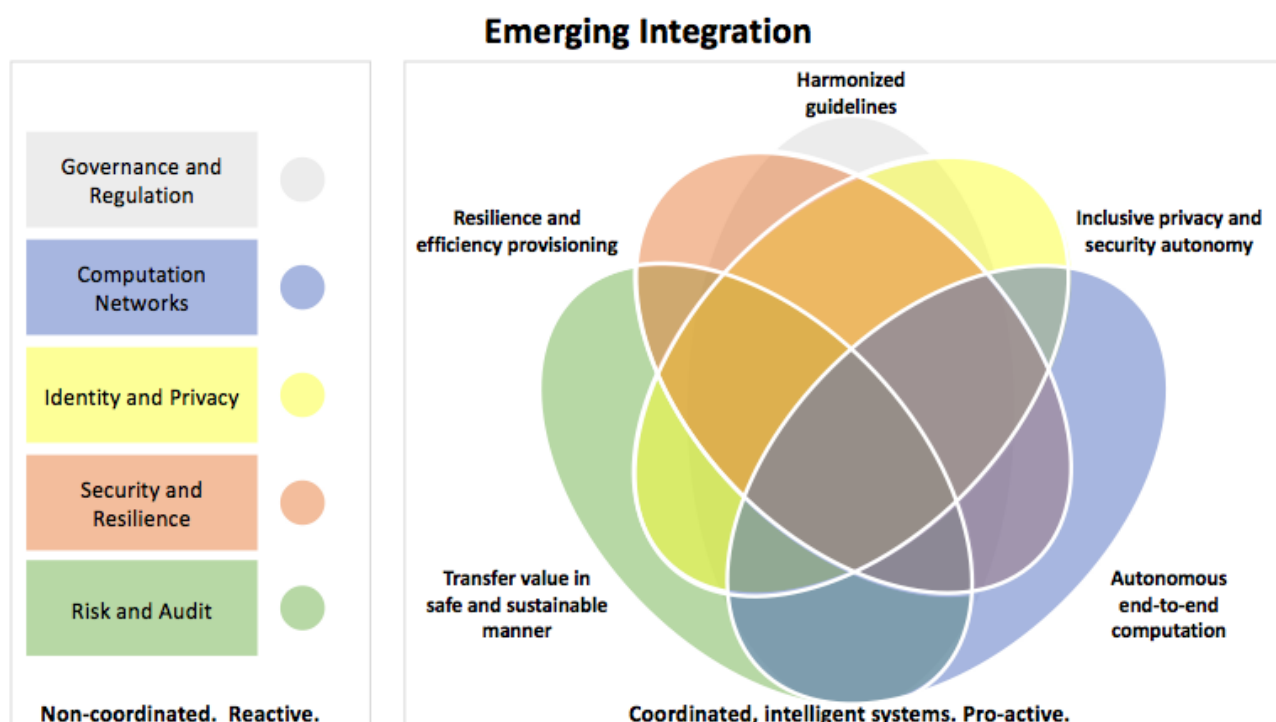 Emerging Integration
Governance and
Regulation
Computation
Networks
Identity and Privacy
Security and
Resilience
Risk and Audit
Non-coordinated. Reactive.
Harmonized
guidelines
Resilience and
efficiency provisioning
Inclusive privacy and
security autonomy
Transfer value in
safe and sustainable
manner
Autonomous
end-to-end
computation
Coordinated, intelligent systems. Pro-active.